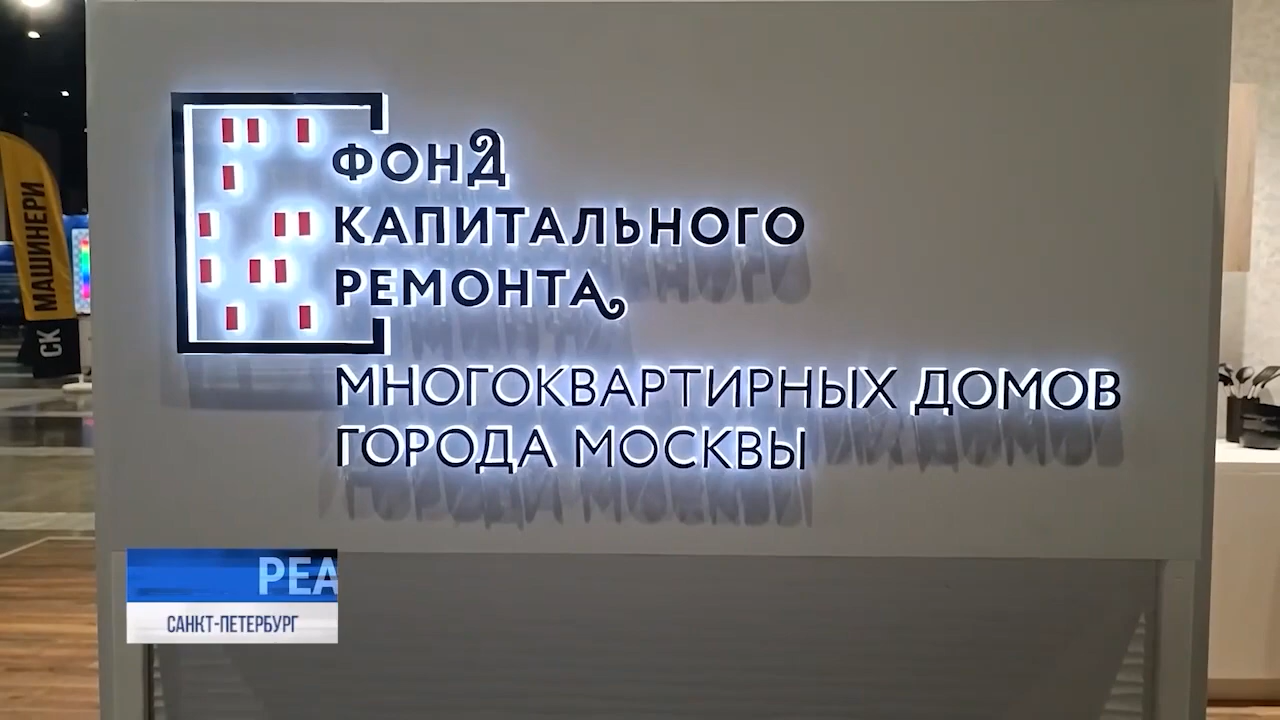 ФОНД
КАПИТАЛЬНОГО
РЕМОНТА
МНОГОКВАРТИРНЫХ ДОМОВ
ГОРОДА МОСКВЫ
СК МАШИНЕРИ
РЕА
САНКТ-ПЕТЕРБУРГ